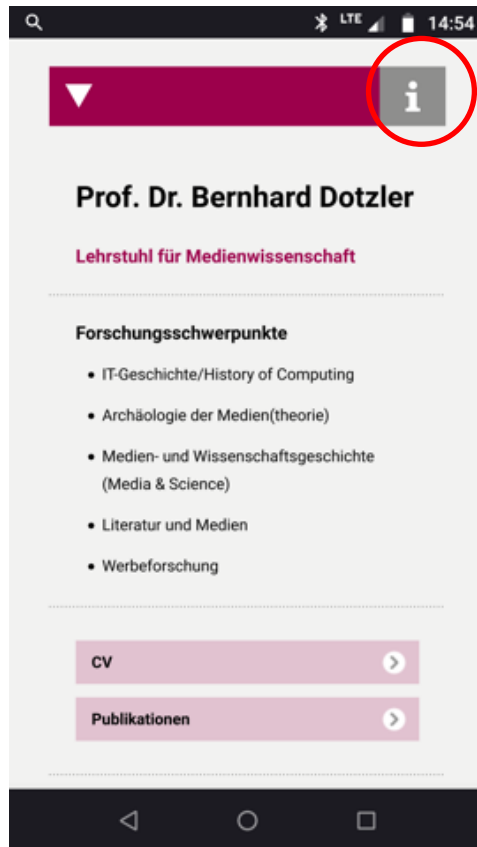 LTE 14:54
i
Prof. Dr. Bernhard Dotzler
Lehrstuhl für Medienwissenschaft
Forschungsschwerpunkte
• IT-Geschichte/History of Computing
• Archäologie der Medien(theorie)
• Medien- und Wissenschaftsgeschichte
(Media & Science)
• Literatur und Medien
• Werbeforschung
CV
Publikationen